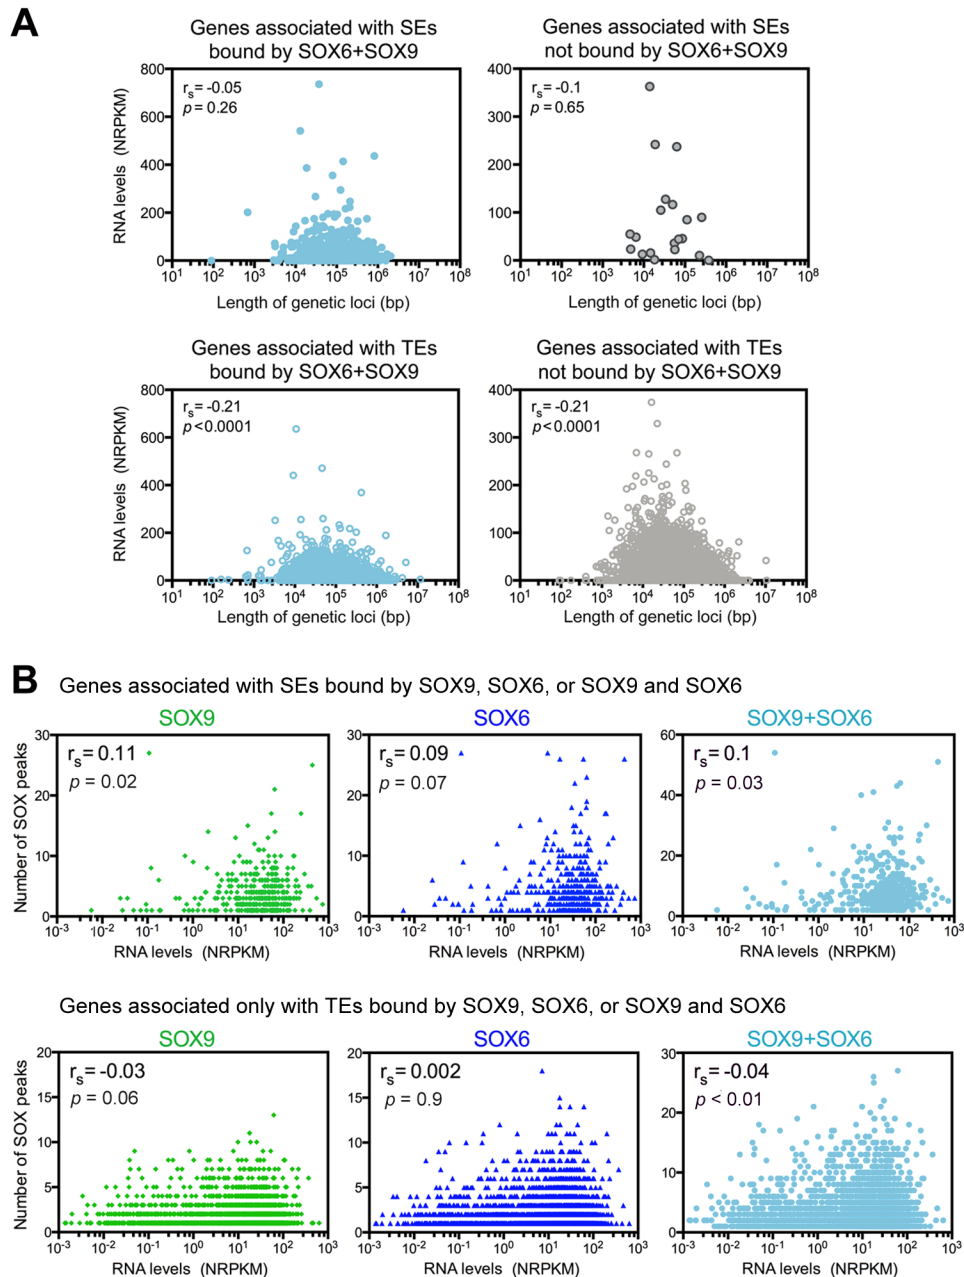 A
Genes associated with SEs
bound by SOX6+SOX9
Genes associated with SEs
not bound by SOX6+SOX9
RNA levels (NRPKM)
800
600
400
200
0
rs= -0.05
p = 0.26
10^1 10^2 10^3 10^4 10^5 10^6 10^7 10^8
Length of genetic loci (bp)
400
300
200
100
0
rs= -0.1
p = 0.65
10^1 10^2 10^3 10^4 10^5 10^6 10^7 10^8
Length of genetic loci (bp)
Genes associated with TEs
bound by SOX6+SOX9
Genes associated with TEs
not bound by SOX6+SOX9
RNA levels (NRPKM)
800
600
400
200
0
rs= -0.21
p<0.0001
10^1 10^2 10^3 10^4 10^5 10^6 10^7 10^8
Length of genetic loci (bp)
400
300
200
100
0
rs= -0.21
p<0.0001
10^1 10^2 10^3 10^4 10^5 10^6 10^7 10^8
Length of genetic loci (bp)
B
Genes associated with SEs bound by SOX9, SOX6, or SOX9 and SOX6
SOX9
Number of SOX peaks
30
20
10
0
rs= 0.11
p = 0.02
10^-3 10^-2 10^-1 10^0 10^1 10^2 10^3
RNA levels (NRPKM)
SOX6
30
20
10
0
rs= 0.09
p = 0.07
10^-3 10^-2 10^-1 10^0 10^1 10^2 10^3
RNA levels (NRPKM)
SOX9+SOX6
60
40
20
0
rs= 0.1
p = 0.03
10^-3 10^-2 10^-1 10^0 10^1 10^2 10^3
RNA levels (NRPKM)
Genes associated only with TEs bound by SOX9, SOX6, or SOX9 and SOX6
SOX9
Number of SOX peaks
20
15
10
5
0
rs= -0.03
p = 0.06
10^-3 10^-2 10^-1 10^0 10^1 10^2 10^3
RNA levels (NRPKM)
SOX6
20
15
10
5
0
rs= 0.002
p = 0.9
10^-3 10^-2 10^-1 10^0 10^1 10^2 10^3
RNA levels (NRPKM)
SOX9+SOX6
30
20
10
0
rs= -0.04
p < 0.01
10^-3 10^-2 10^-1 10^0 10^1 10^2 10^3
RNA levels (NRPKM)